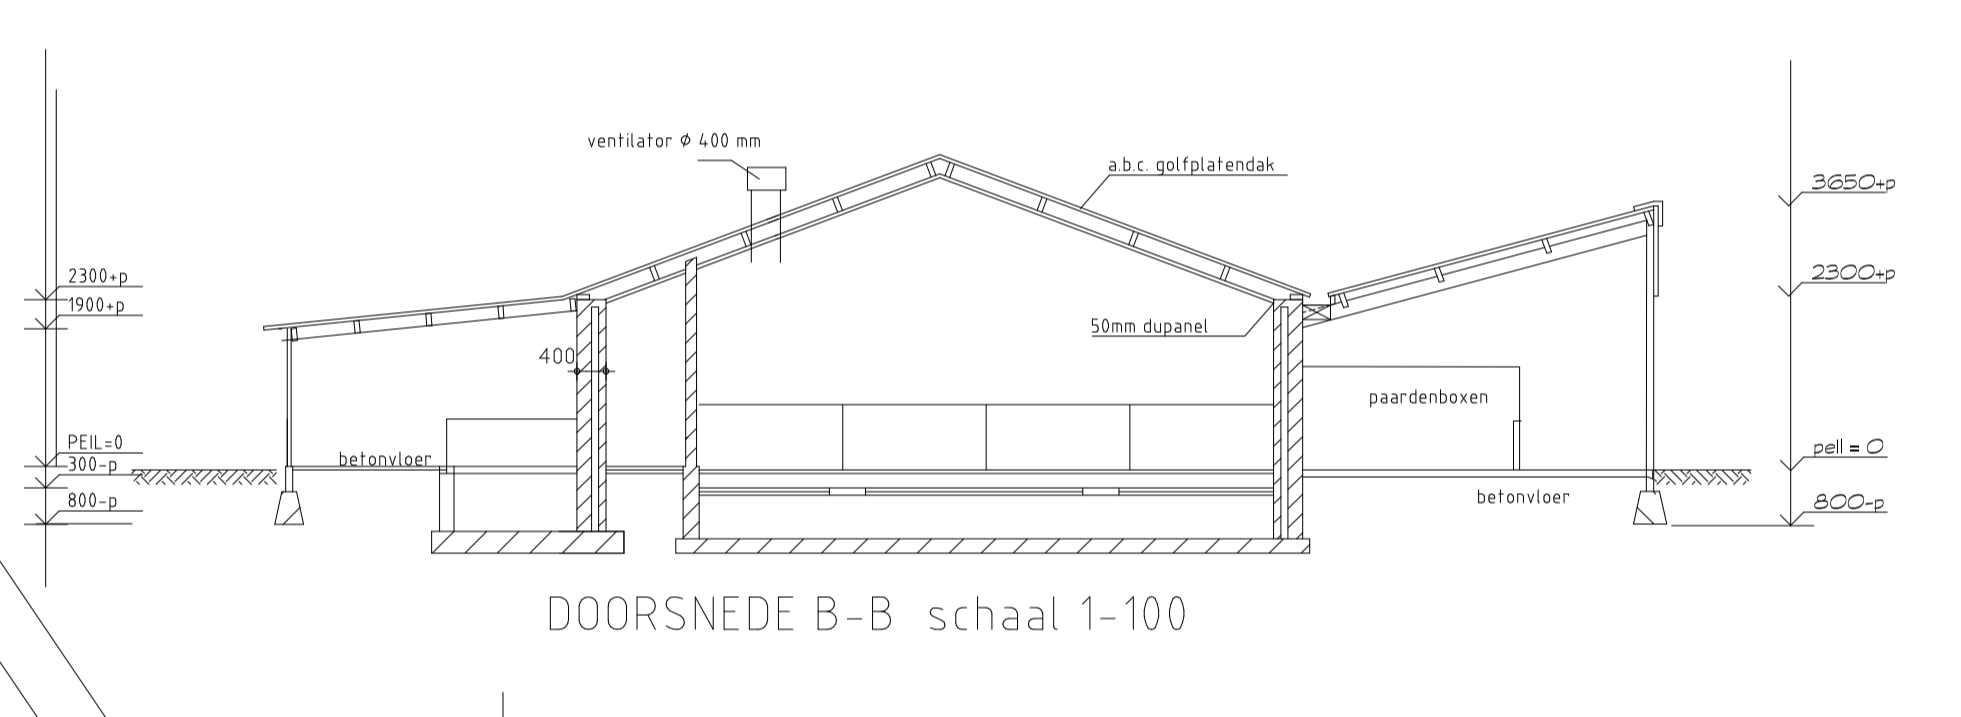 ventilator ⌀ 400 mm
a.b.c. golfplatendak
3650+p
2300+p
2300+p
1900+p
50mm dupanel
400
paardenboxen
PEIL=0
peil = 0
betonvloer
300-p
betonvloer
800-p
800-p
DOORSNEDE B-B schaal 1-100